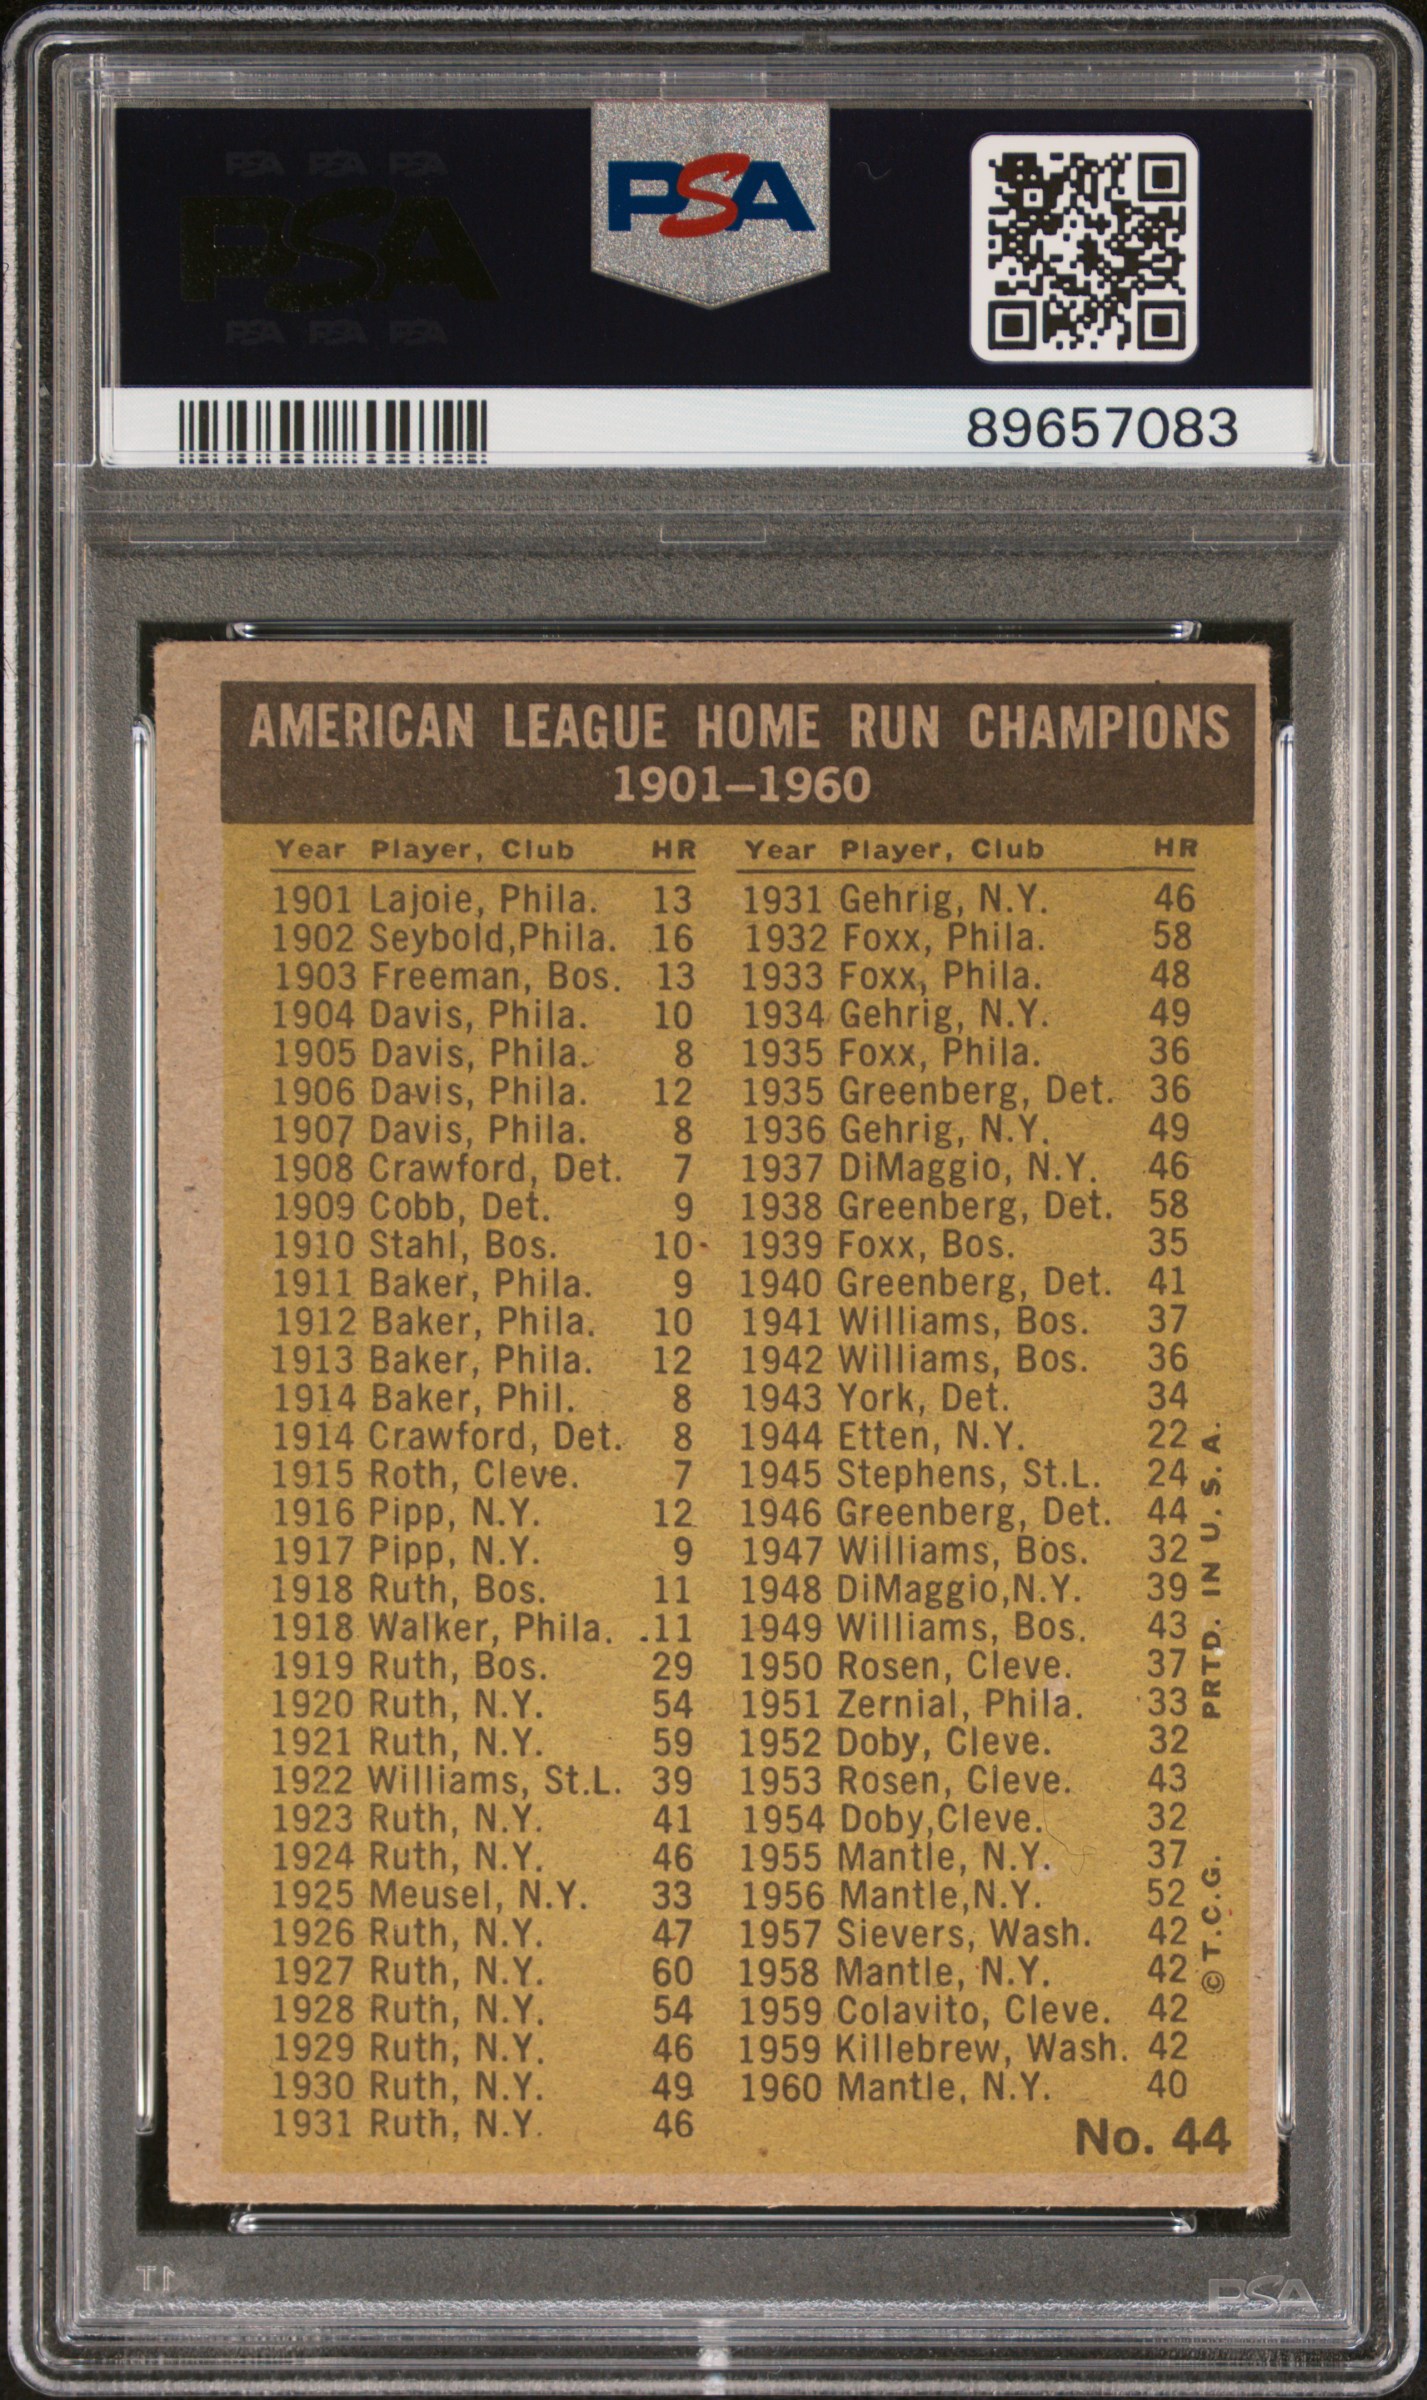 PSA PSA PSA
PSA
PSA PSA PSA
PSA
89657083
AMERICAN LEAGUE HOME RUN CHAMPIONS
1901–1960
Year Player, Club HR Year Player, Club HR
1901 Lajoie, Phila. 13 1931 Gehrig, N.Y. 46
1902 Seybold,Phila. 16 1932 Foxx, Phila. 58
1903 Freeman, Bos. 13 1933 Foxx, Phila. 48
1904 Davis, Phila. 10 1934 Gehrig, N.Y. 49
1905 Davis, Phila. 8 1935 Foxx, Phila. 36
1906 Davis, Phila. 12 1935 Greenberg, Det. 36
1907 Davis, Phila. 8 1936 Gehrig, N.Y. 49
1908 Crawford, Det. 7 1937 DiMaggio, N.Y. 46
1909 Cobb, Det. 9 1938 Greenberg, Det. 58
1910 Stahl, Bos. 10 1939 Foxx, Bos. 35
1911 Baker, Phila. 9 1940 Greenberg, Det. 41
1912 Baker, Phila. 10 1941 Williams, Bos. 37
1913 Baker, Phila. 12 1942 Williams, Bos. 36
1914 Baker, Phil. 8 1943 York, Det. 34
1914 Crawford, Det. 8 1944 Etten, N.Y. 22
1915 Roth, Cleve. 7 1945 Stephens, St.L. 24
1916 Pipp, N.Y. 12 1946 Greenberg, Det. 44
1917 Pipp, N.Y. 9 1947 Williams, Bos. 32
1918 Ruth, Bos. 11 1948 DiMaggio,N.Y. 39
1918 Walker, Phila. 11 1949 Williams, Bos. 43
1919 Ruth, Bos. 29 1950 Rosen, Cleve. 37
1920 Ruth, N.Y. 54 1951 Zernial, Phila. 33
1921 Ruth, N.Y. 59 1952 Doby, Cleve. 32
1922 Williams, St.L. 39 1953 Rosen, Cleve. 43
1923 Ruth, N.Y. 41 1954 Doby,Cleve. 32
1924 Ruth, N.Y. 46 1955 Mantle, N.Y. 37
1925 Meusel, N.Y. 33 1956 Mantle,N.Y. 52
1926 Ruth, N.Y. 47 1957 Sievers, Wash. 42
1927 Ruth, N.Y. 60 1958 Mantle, N.Y. 42
1928 Ruth, N.Y. 54 1959 Colavito, Cleve. 42
1929 Ruth, N.Y. 46 1959 Killebrew, Wash. 42
1930 Ruth, N.Y. 49 1960 Mantle, N.Y. 40
1931 Ruth, N.Y. 46
No. 44
© T.C.G. PRTD. IN U.S.A.
PSA